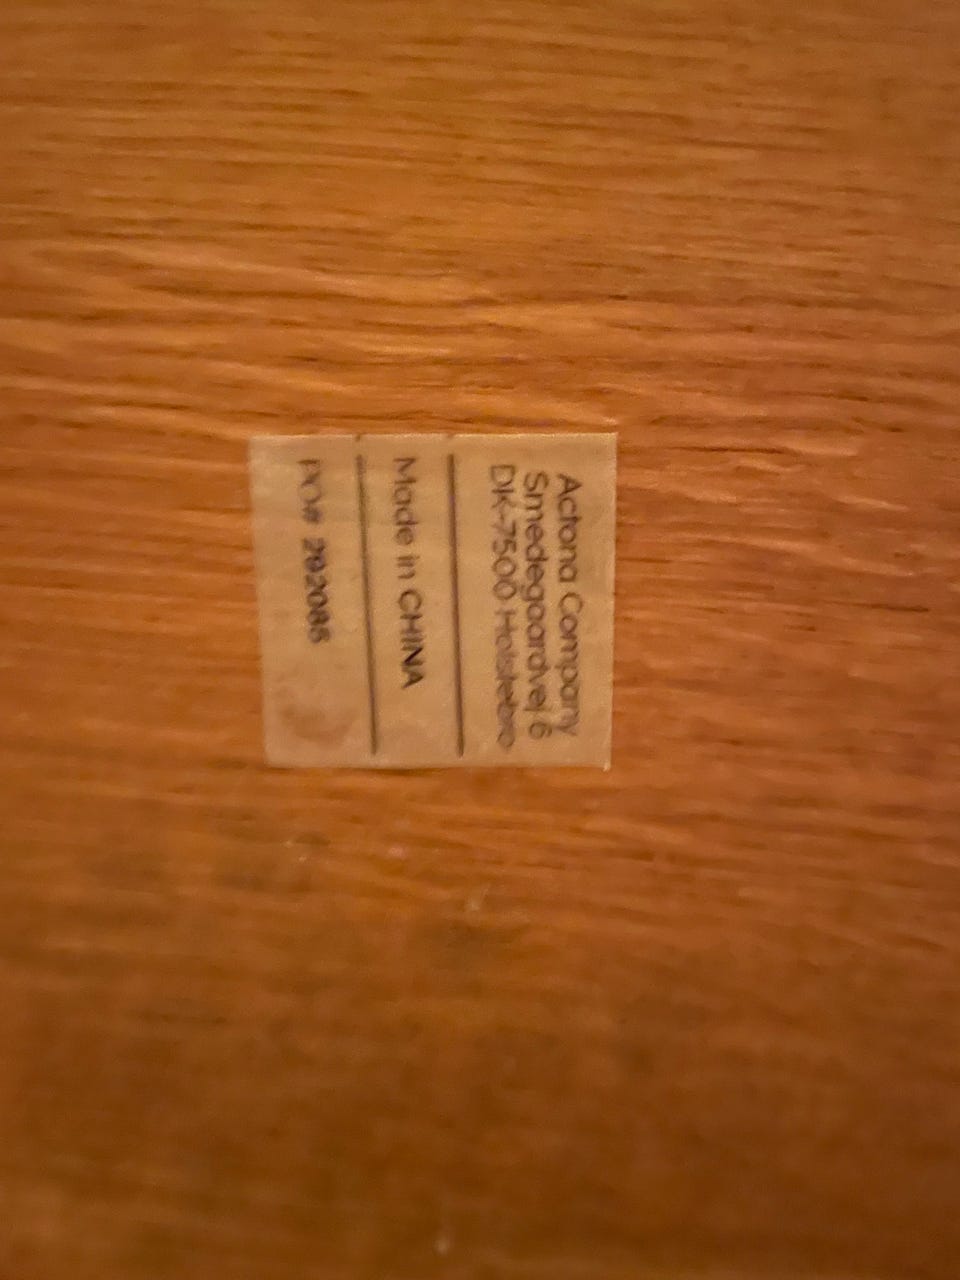 Actona Company
Smedegaardvej 6
DK-7500 Holstebro
Made in CHINA
PO# 292085